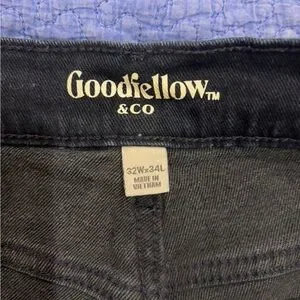 Goodfellow™
&CO
32Wx34L
MADE IN
VIETNAM